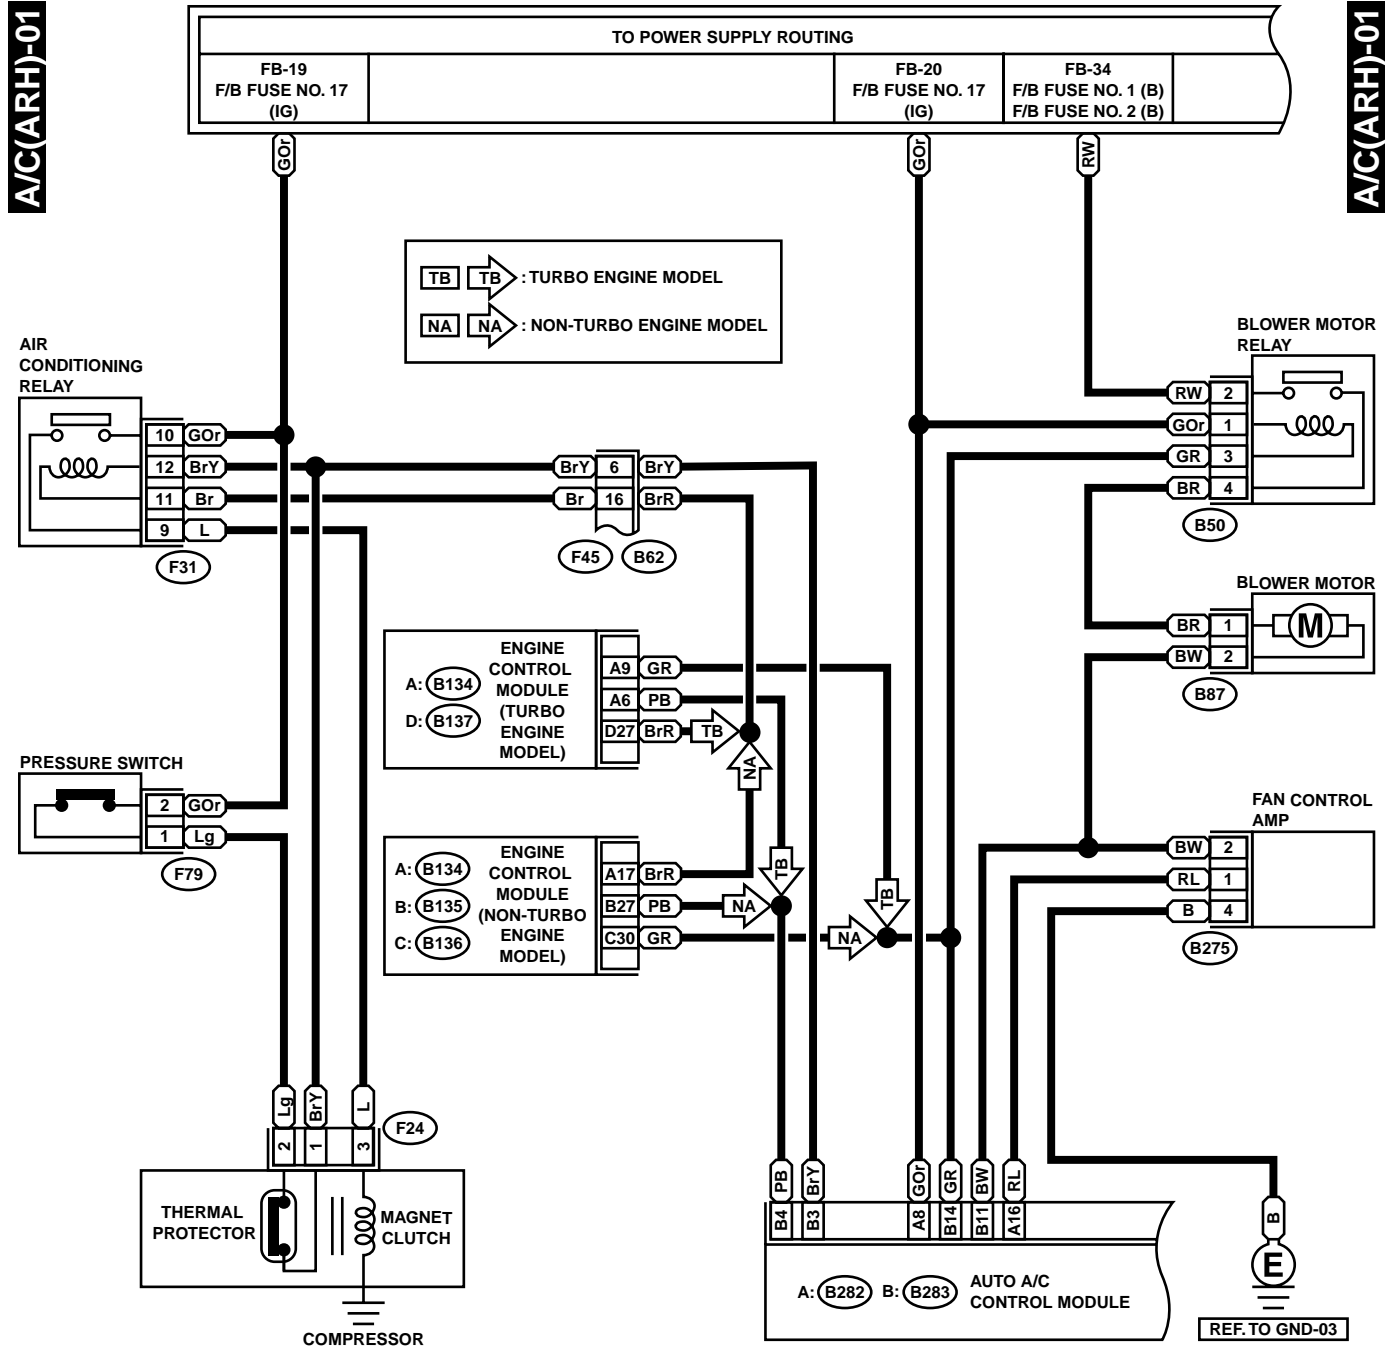 A/C(ARH)-01
A/C(ARH)-01
TO POWER SUPPLY ROUTING
FB-19
F/B FUSE NO. 17
(IG)
FB-20
F/B FUSE NO. 17
(IG)
FB-34
F/B FUSE NO. 1 (B)
F/B FUSE NO. 2 (B)
GOr
GOr
RW
TB TB : TURBO ENGINE MODEL
NA NA : NON-TURBO ENGINE MODEL
AIR
CONDITIONING
RELAY
10 GOr
12 BrY
11 Br
9 L
F31
BrY 6 BrY
Br 16 BrR
F45 B62
BLOWER MOTOR
RELAY
RW 2
GOr 1
GR 3
BR 4
B50
BLOWER MOTOR
BR 1
BW 2
M
B87
ENGINE
CONTROL
MODULE
(TURBO
ENGINE
MODEL)
A: B134
D: B137
A9 GR
A6 PB
D27 BrR
TB
NA
PRESSURE SWITCH
2 GOr
1 Lg
F79
ENGINE
CONTROL
MODULE
(NON-TURBO
ENGINE
MODEL)
A: B134
B: B135
C: B136
A17 BrR
B27 PB
C30 GR
TB
NA
TB
NA
FAN CONTROL
AMP
BW 2
RL 1
B 4
B275
Lg BrY L
2 1 3
F24
THERMAL
PROTECTOR
MAGNET
CLUTCH
COMPRESSOR
PB BrY GOr GR BW RL
B4 B3 A8 B14 B11 A16
A: B282 B: B283
AUTO A/C
CONTROL MODULE
B
E
REF. TO GND-03